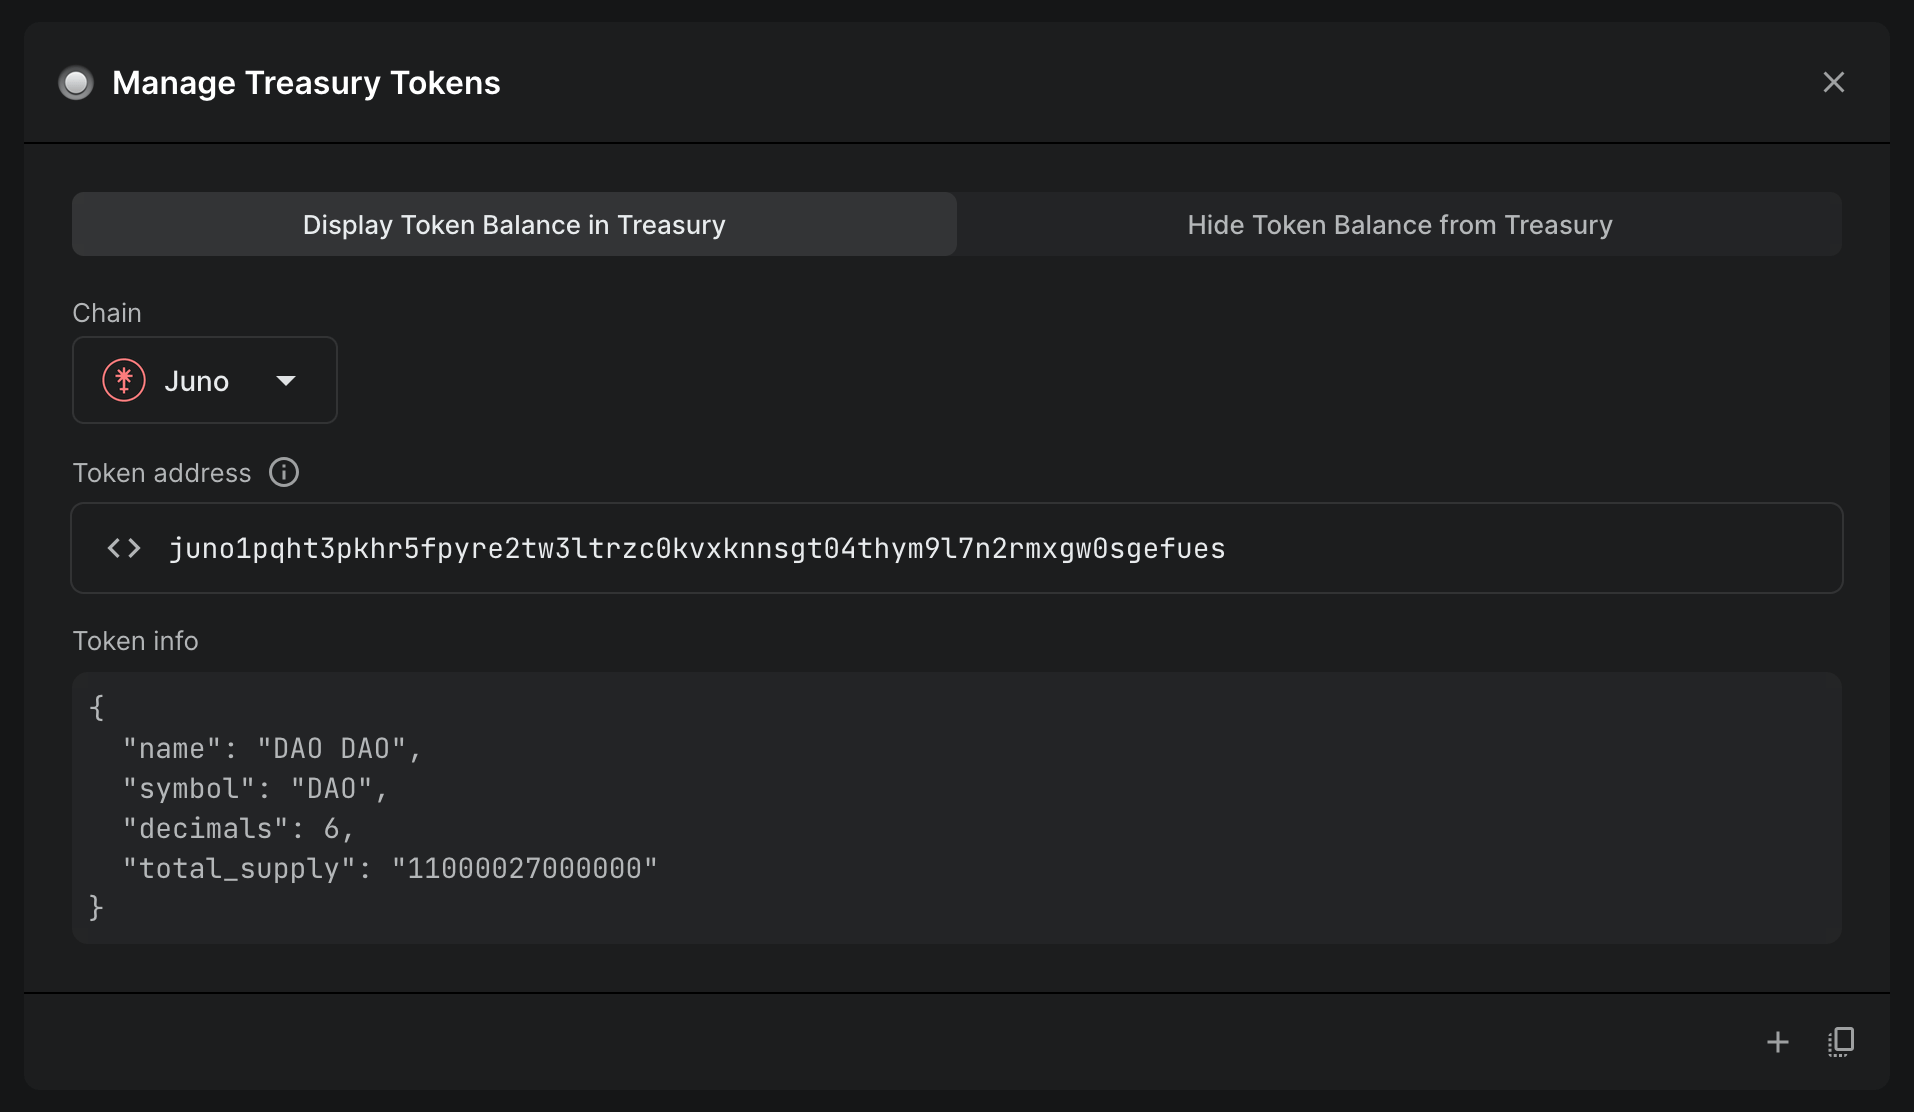 Manage Treasury Tokens
Display Token Balance in Treasury
Hide Token Balance from Treasury
Chain
Juno
Token address
juno1pqht3pkhr5fpyre2tw3ltrzc0kvxknnsgt04thym9l7n2rmxgw0sgefues
Token info
{
  "name": "DAO DAO",
  "symbol": "DAO",
  "decimals": 6,
  "total_supply": "11000027000000"
}